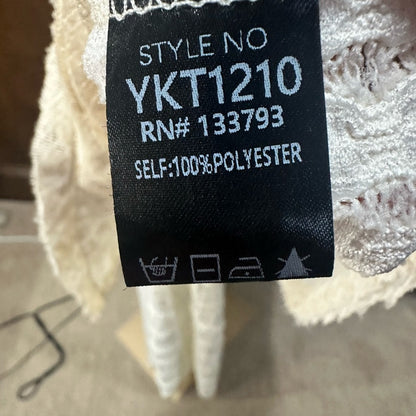 STYLE NO
YKT1210
RN# 133793
SELF:100%POLYESTER